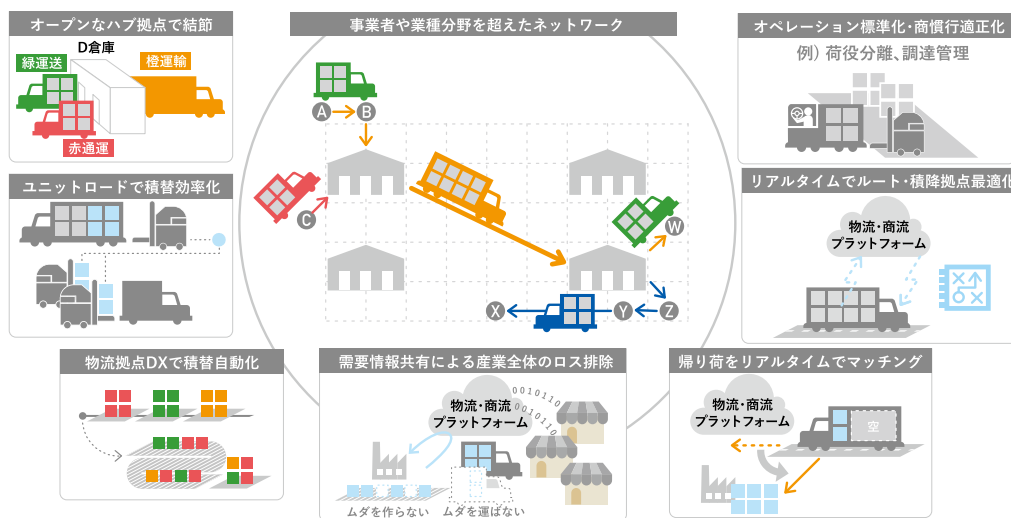 オープンなハブ拠点で結節
D倉庫
緑運送
橙運輸
赤通運
事業者や業種分野を超えたネットワーク
A
B
C
W
X
Y
Z
オペレーション標準化・商慣行適正化
例）荷役分離、調達管理
ユニットロードで積替効率化
リアルタイムでルート・積降拠点最適化
物流・商流
プラットフォーム
物流拠点DXで積替自動化
需要情報共有による産業全体のロス排除
物流・商流
プラットフォーム
0010110
0010110
ムダを作らない
ムダを運ばない
帰り荷をリアルタイムでマッチング
物流・商流
プラットフォーム
空